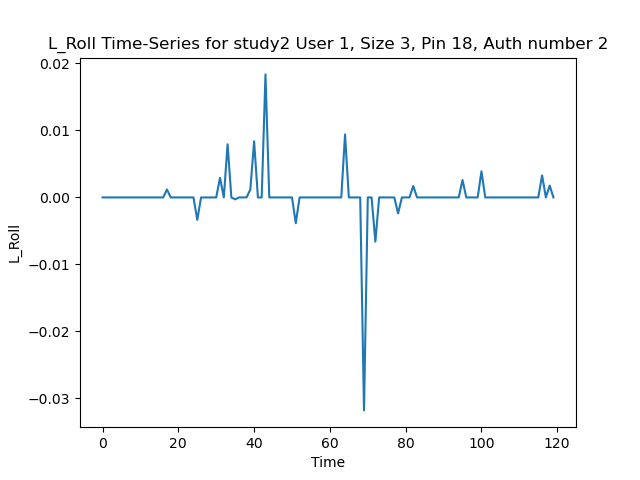 L_Roll Time-Series for study2 User 1, Size 3, Pin 18, Auth number 2
0.02
0.01
0.00
−0.01
−0.02
−0.03
L_Roll
0 20 40 60 80 100 120
Time